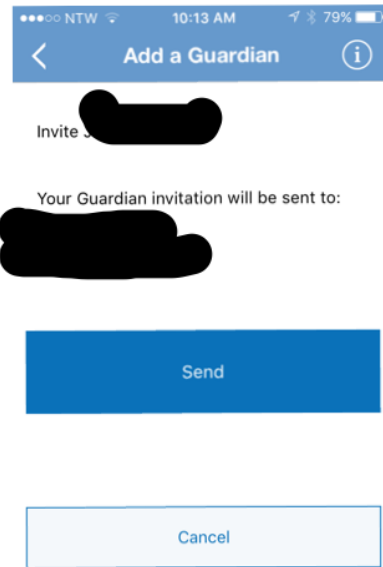 NTW 10:13 AM 79%
Add a Guardian
Invite
Your Guardian invitation will be sent to:
Send
Cancel